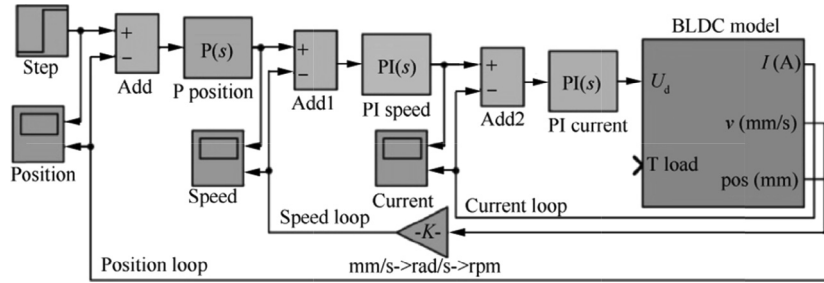 BLDC model
Step
+
−
Add
P(s)
P position
+
−
Add1
PI(s)
PI speed
+
−
Add2
PI(s)
PI current
U_d
I (A)
v (mm/s)
T load
pos (mm)
Position
Speed
Current
Speed loop
Current loop
-K-
Position loop
mm/s->rad/s->rpm